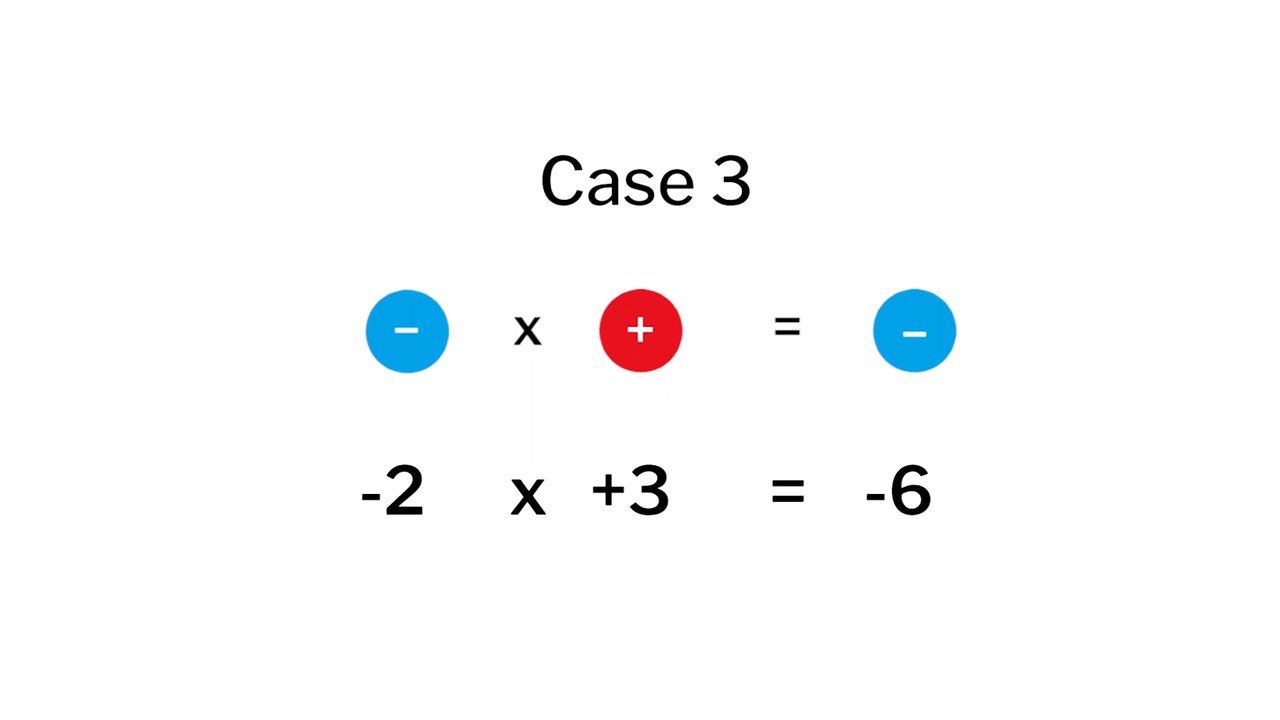 Case 3
− x + = −
-2 x +3 = -6